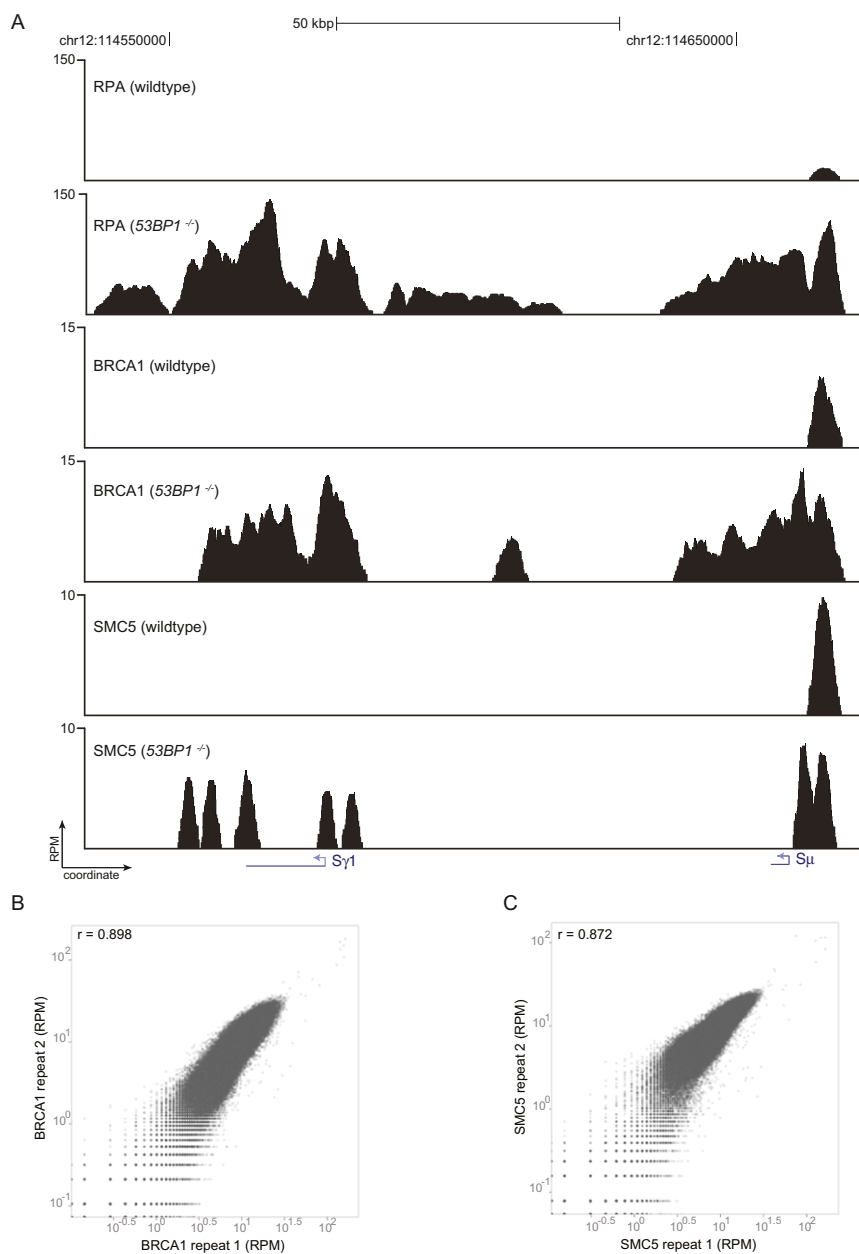 A
50 kbp
chr12:114550000
chr12:114650000
150
RPA (wildtype)
150
RPA (53BP1 -/-)
15
BRCA1 (wildtype)
15
BRCA1 (53BP1 -/-)
10
SMC5 (wildtype)
10
SMC5 (53BP1 -/-)
RPM
coordinate
Sγ1
Sμ
B
r = 0.898
BRCA1 repeat 2 (RPM)
10^2
10^1
10^0
10^-1
10^-0.5
10^0
10^0.5
10^1
10^1.5
10^2
BRCA1 repeat 1 (RPM)
C
r = 0.872
SMC5 repeat 2 (RPM)
10^2
10^1
10^0
10^-1
10^-0.5
10^0
10^0.5
10^1
10^1.5
10^2
SMC5 repeat 1 (RPM)